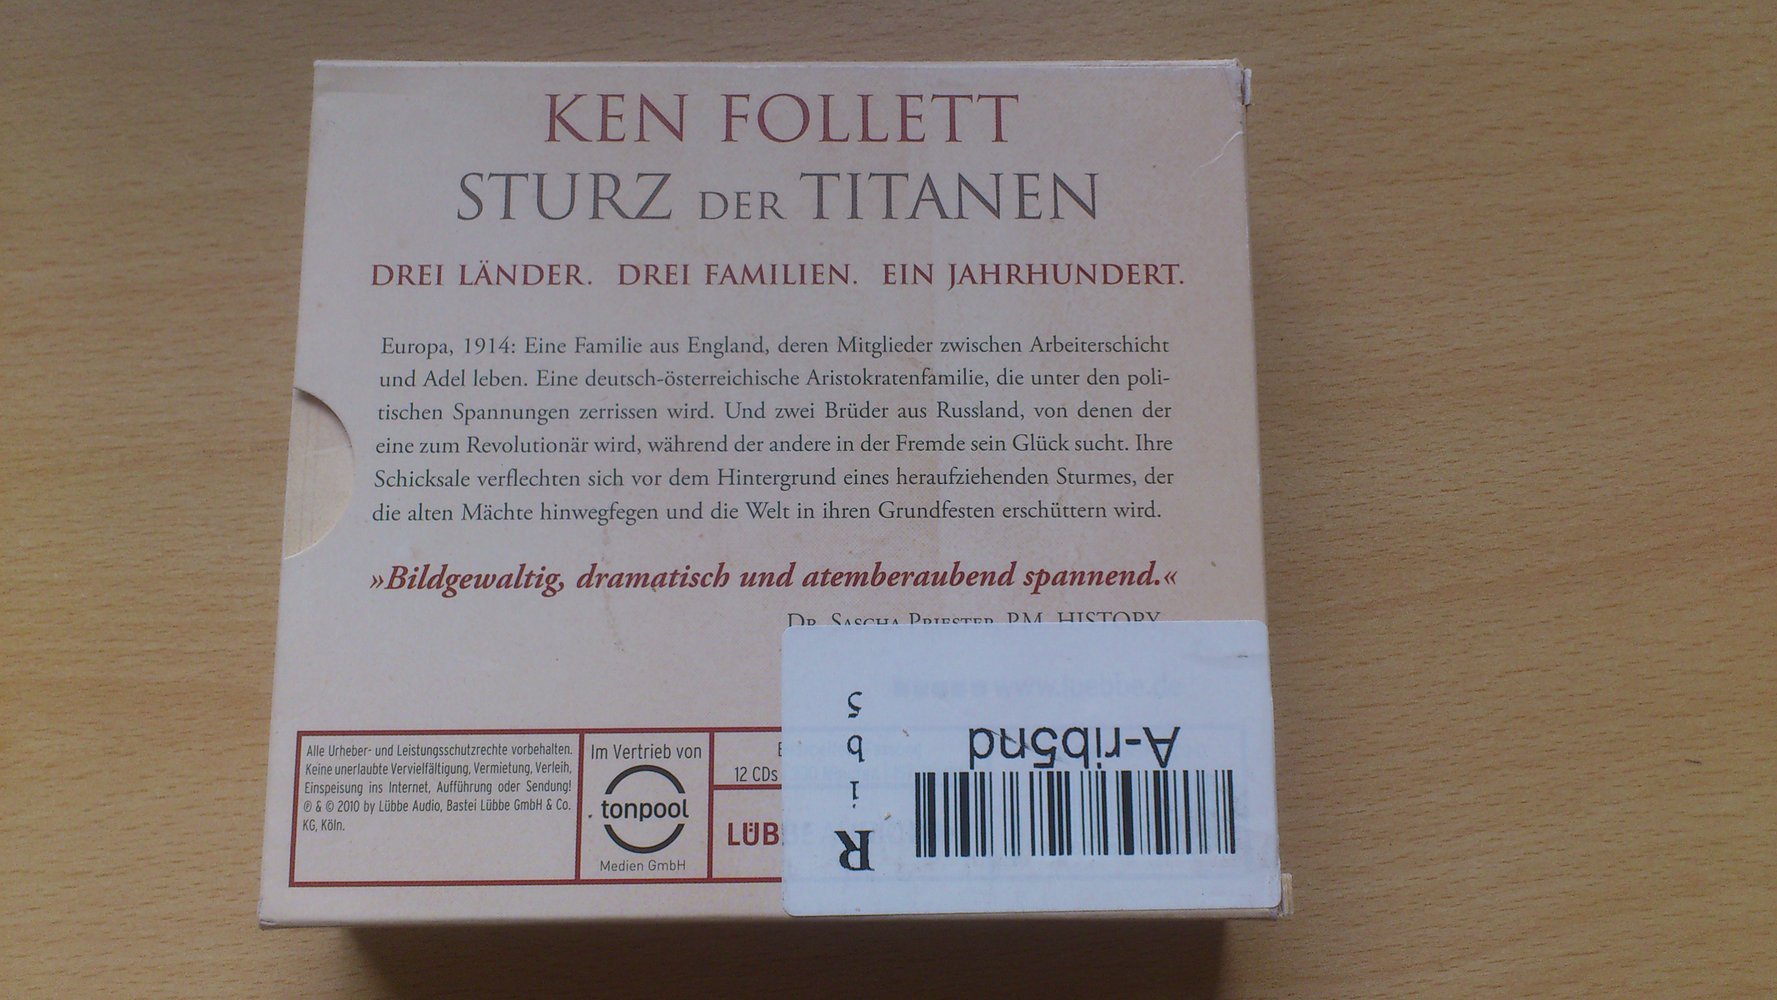 KEN FOLLETT
STURZ DER TITANEN
DREI LÄNDER. DREI FAMILIEN. EIN JAHRHUNDERT.
Europa, 1914: Eine Familie aus England, deren Mitglieder zwischen Arbeiterschicht
und Adel leben. Eine deutsch-österreichische Aristokratenfamilie, die unter den poli-
tischen Spannungen zerrissen wird. Und zwei Brüder aus Russland, von denen der
eine zum Revolutionär wird, während der andere in der Fremde sein Glück sucht. Ihre
Schicksale verflechten sich vor dem Hintergrund eines heraufziehenden Sturmes, der
die alten Mächte hinwegfegen und die Welt in ihren Grundfesten erschüttern wird.
»Bildgewaltig, dramatisch und atemberaubend spannend.«
DR. SASCHA PRIESTER, P.M. HISTORY
Alle Urheber- und Leistungsschutzrechte vorbehalten.
Keine unerlaubte Vervielfältigung, Vermietung, Verleih,
Einspeisung ins Internet, Aufführung oder Sendung!
℗ & © 2010 by Lübbe Audio, Bastei Lübbe GmbH & Co.
KG, Köln.
Im Vertrieb von
tonpool
Medien GmbH
12 CDs
LÜB
R
i
b
5
A-rib5nd